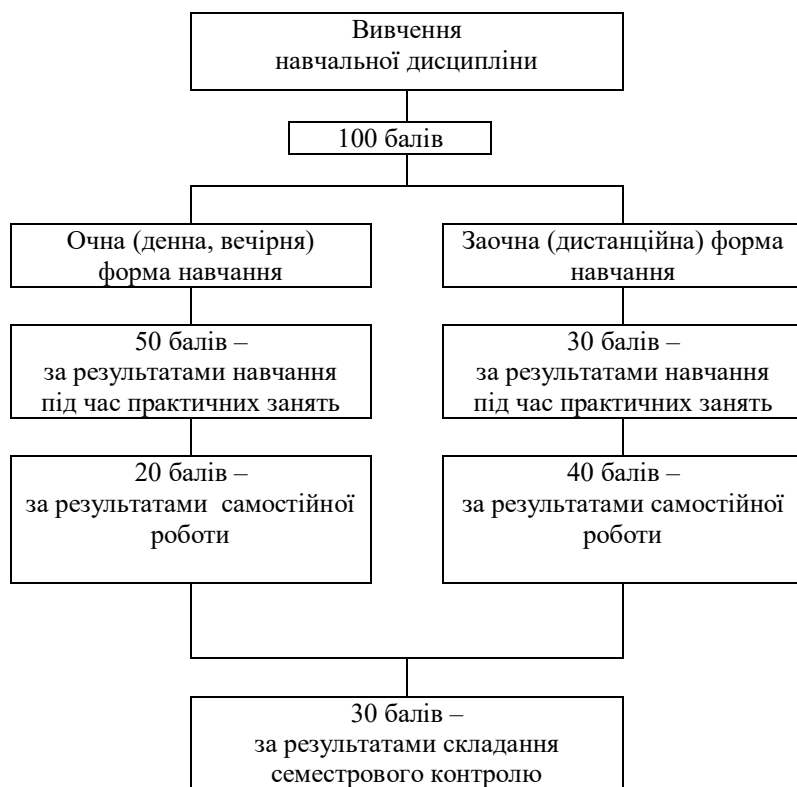 Вивчення
навчальної дисципліни
100 балів
Очна (денна, вечірня)
форма навчання
Заочна (дистанційна) форма
навчання
50 балів –
за результатами навчання
під час практичних занять
30 балів –
за результатами навчання
під час практичних занять
20 балів –
за результатами самостійної
роботи
40 балів –
за результатами самостійної
роботи
30 балів –
за результатами складання
семестрового контролю